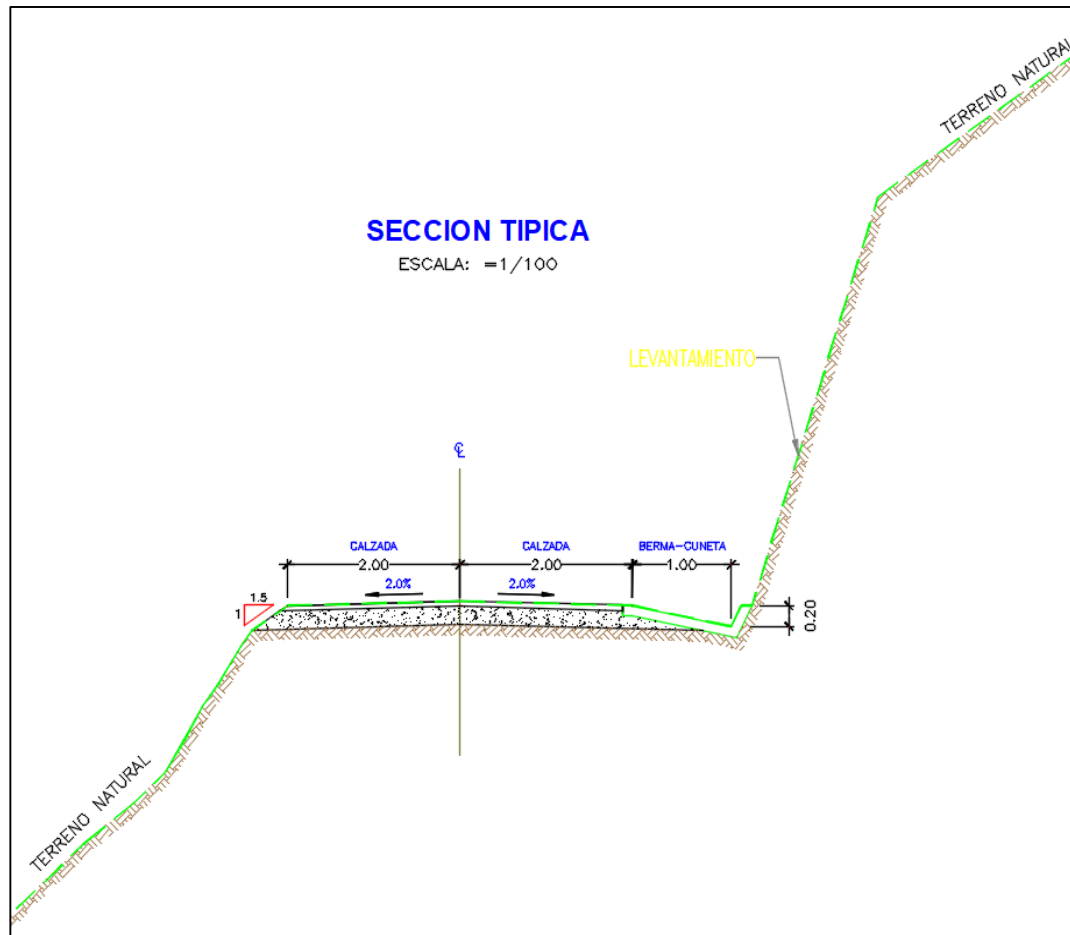 TERRENO NATURAL
SECCION TIPICA
ESCALA: =1/100
LEVANTAMIENTO
CL
CALZADA CALZADA BERMA-CUNETA
2.00 2.00 1.00
2.0% 2.0%
1.5
1
0.20
TERRENO NATURAL